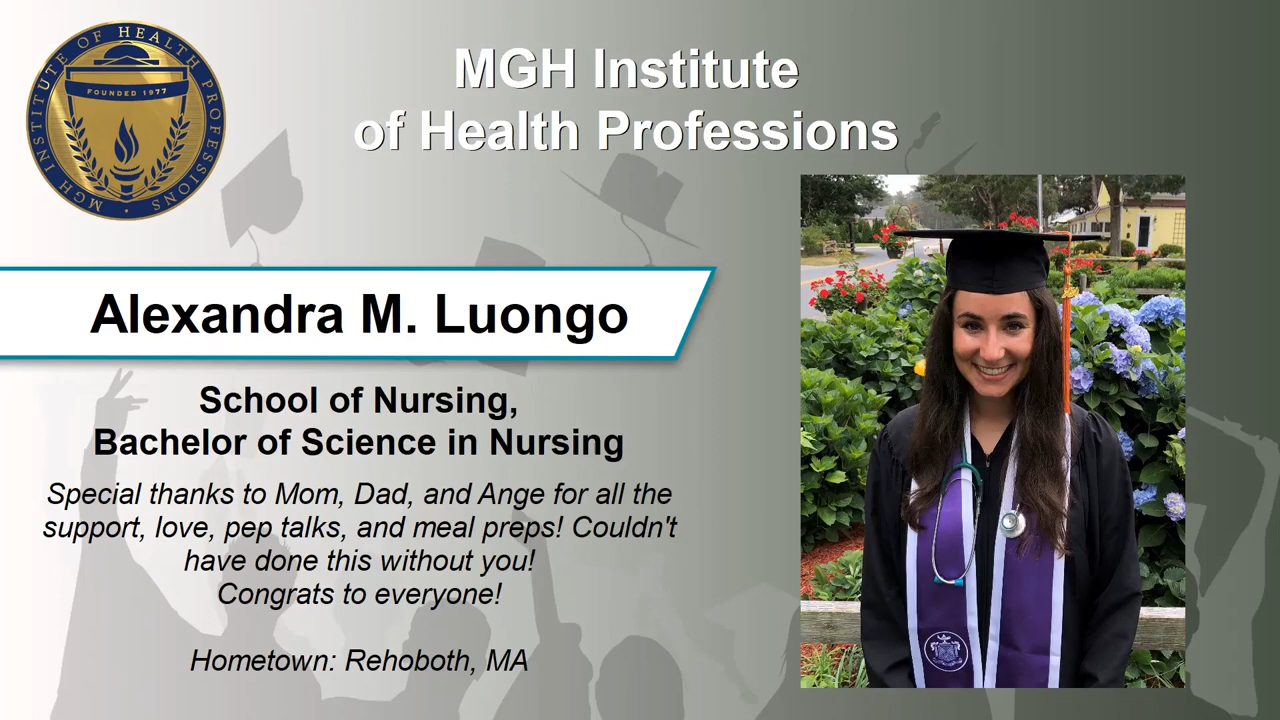 MGH INSTITUTE OF HEALTH PROFESSIONS
FOUNDED 1977
MGH Institute
of Health Professions
Alexandra M. Luongo
School of Nursing,
Bachelor of Science in Nursing
Special thanks to Mom, Dad, and Ange for all the
support, love, pep talks, and meal preps! Couldn't
have done this without you!
Congrats to everyone!
Hometown: Rehoboth, MA